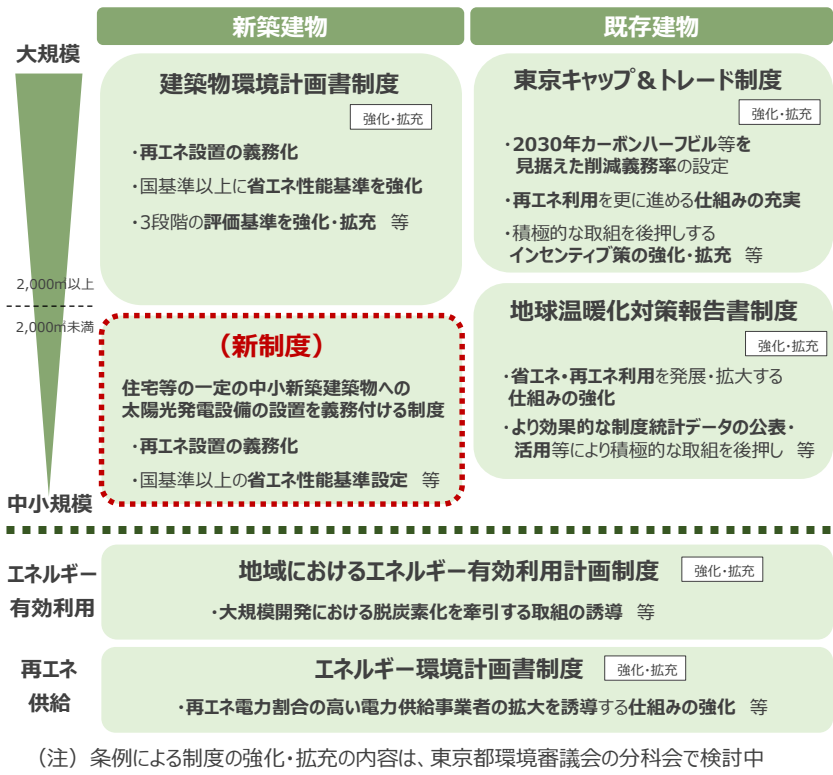 新築建物
既存建物
大規模
建築物環境計画書制度
強化・拡充
・再エネ設置の義務化
・国基準以上に省エネ性能基準を強化
・3段階の評価基準を強化・拡充 等
東京キャップ&トレード制度
強化・拡充
・2030年カーボンハーフビル等を
見据えた削減義務率の設定
・再エネ利用を更に進める仕組みの充実
・積極的な取組を後押しする
インセンティブ策の強化・拡充 等
2,000㎡以上
2,000㎡未満
(新制度)
住宅等の一定の中小新築建築物への
太陽光発電設備の設置を義務付ける制度
・再エネ設置の義務化
・国基準以上の省エネ性能基準設定 等
地球温暖化対策報告書制度
強化・拡充
・省エネ・再エネ利用を発展・拡大する
仕組みの強化
・より効果的な制度統計データの公表・
活用等により積極的な取組を後押し 等
中小規模
エネルギー
有効利用
地域におけるエネルギー有効利用計画制度
強化・拡充
・大規模開発における脱炭素化を牽引する取組の誘導 等
再エネ
供給
エネルギー環境計画書制度
強化・拡充
・再エネ電力割合の高い電力供給事業者の拡大を誘導する仕組みの強化 等
(注) 条例による制度の強化・拡充の内容は、東京都環境審議会の分科会で検討中